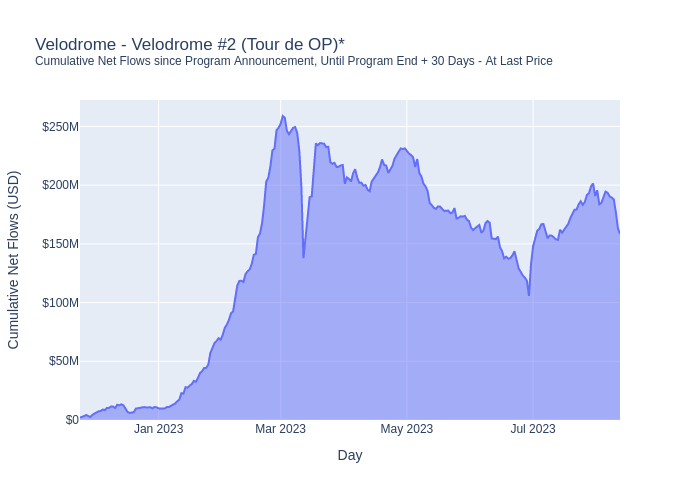 Velodrome - Velodrome #2 (Tour de OP)*
Cumulative Net Flows since Program Announcement, Until Program End + 30 Days - At Last Price
Cumulative Net Flows (USD)
$250M
$200M
$150M
$100M
$50M
$0
Jan 2023 Mar 2023 May 2023 Jul 2023
Day